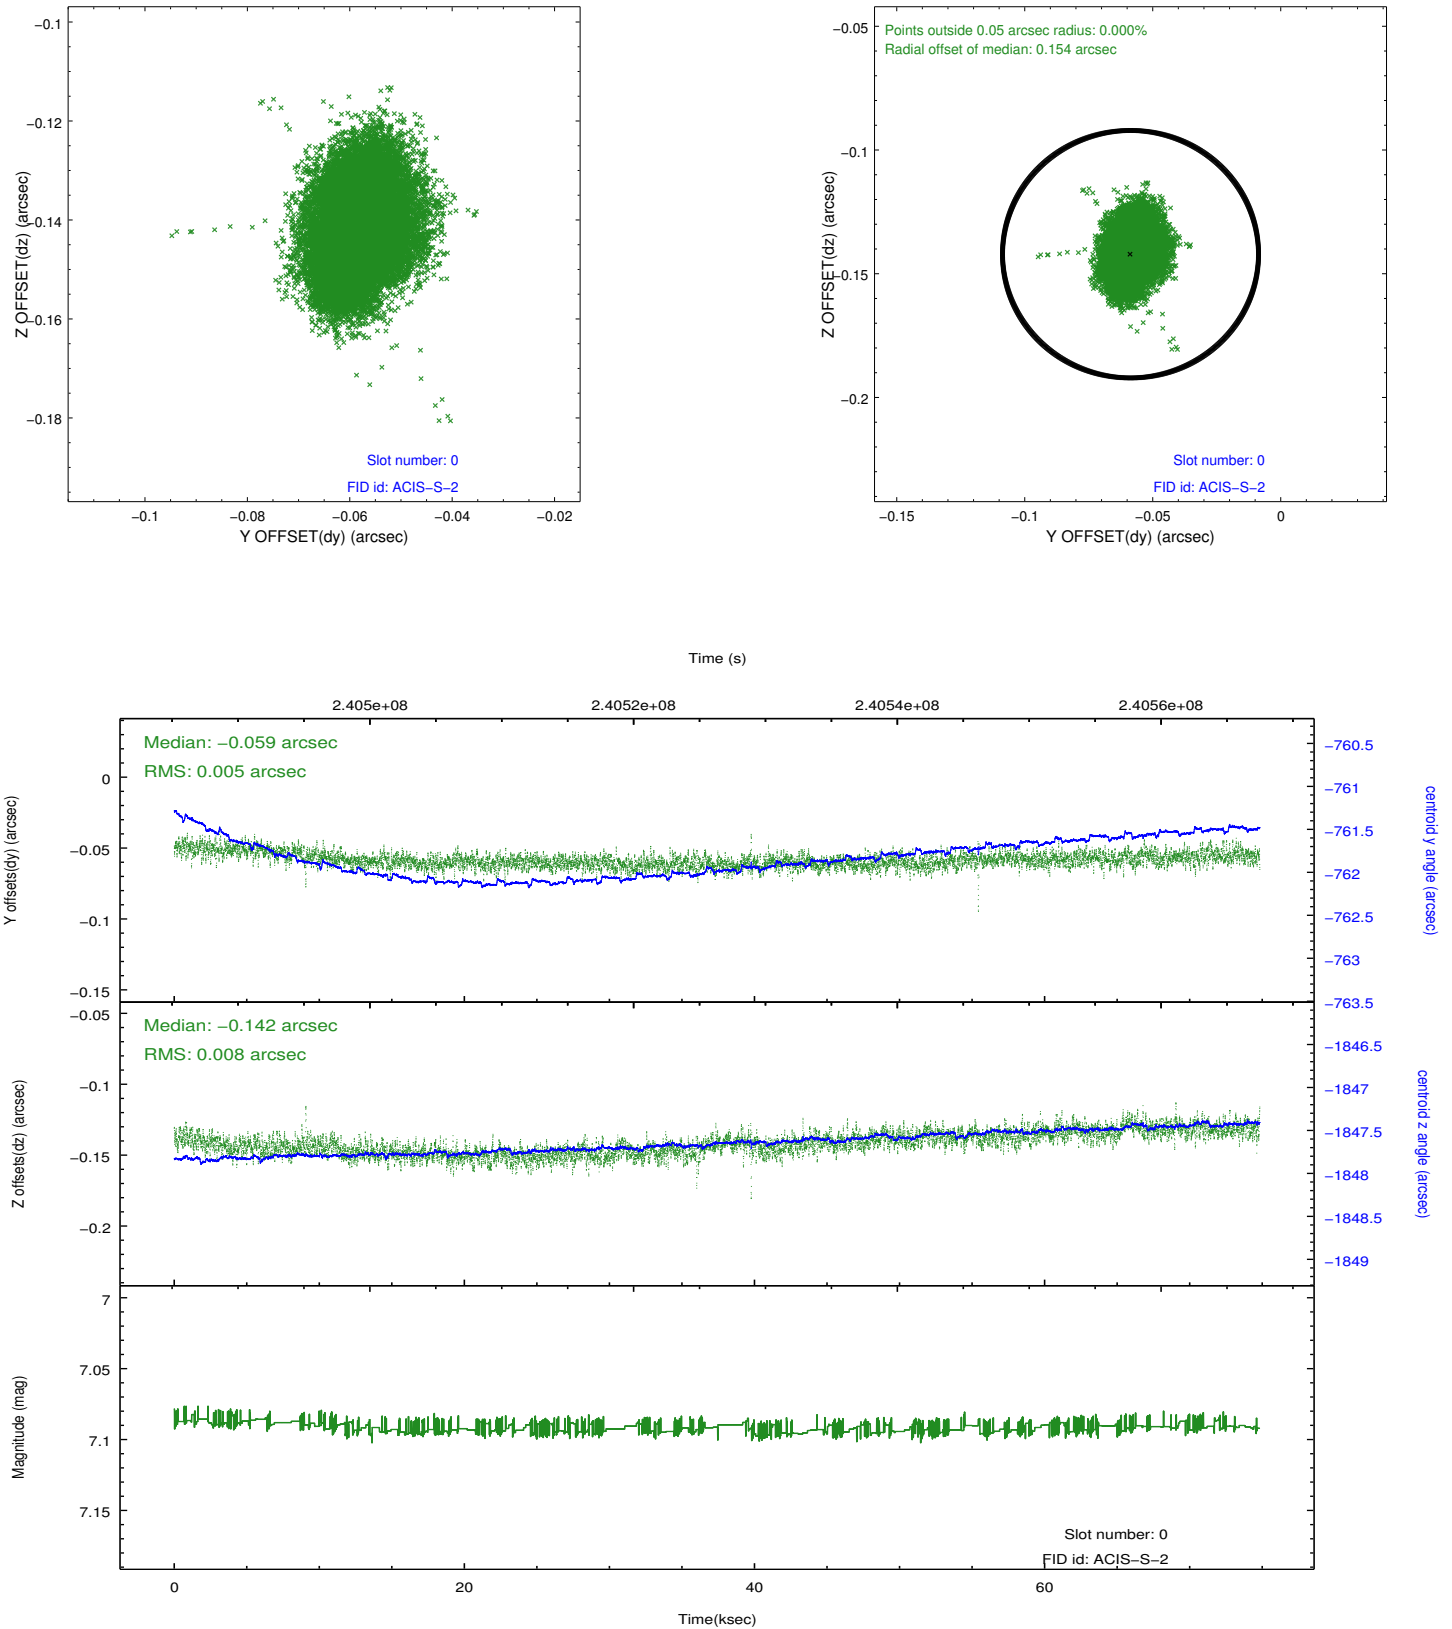 −0.1
−0.12
−0.14
−0.16
−0.18
Z OFFSET(dz) (arcsec)
Slot number: 0
FID id: ACIS−S−2
−0.1
−0.08
−0.06
−0.04
−0.02
Y OFFSET(dy) (arcsec)
Points outside 0.05 arcsec radius: 0.000%
Radial offset of median: 0.154 arcsec
−0.05
−0.1
−0.15
−0.2
Z OFFSET(dz) (arcsec)
Slot number: 0
FID id: ACIS−S−2
−0.15
−0.1
−0.05
0
Y OFFSET(dy) (arcsec)
Time (s)
2.405e+08
2.4052e+08
2.4054e+08
2.4056e+08
Median: −0.059 arcsec
RMS: 0.005 arcsec
0
−0.05
−0.1
−0.15
Y offsets(dy) (arcsec)
−760.5
−761
−761.5
−762
−762.5
−763
−763.5
centroid y angle (arcsec)
Median: −0.142 arcsec
RMS: 0.008 arcsec
−0.05
−0.1
−0.15
−0.2
Z offsets(dz) (arcsec)
−1846.5
−1847
−1847.5
−1848
−1848.5
−1849
centroid z angle (arcsec)
7
7.05
7.1
7.15
Magnitude (mag)
Slot number: 0
FID id: ACIS−S−2
0
20
40
60
Time(ksec)